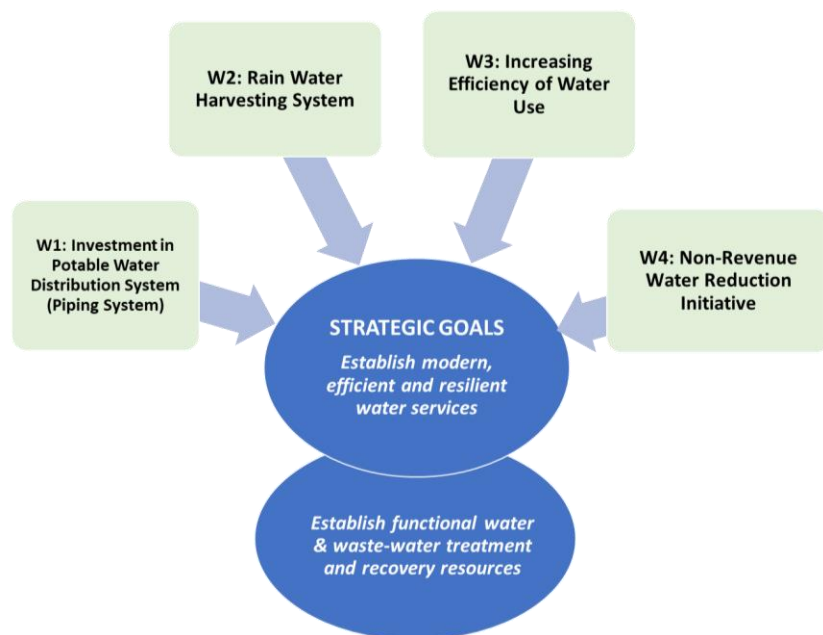 W1: Investment in
Potable Water
Distribution System
(Piping System)
W2: Rain Water
Harvesting System
W3: Increasing
Efficiency of Water
Use
W4: Non-Revenue
Water Reduction
Initiative
STRATEGIC GOALS
Establish modern,
efficient and resilient
water services
Establish functional water
& waste-water treatment
and recovery resources